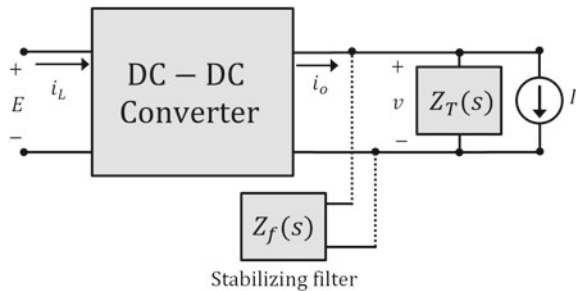 DC – DC
Converter
+
E
−
i_L
i_o
+
v
−
Z_T(s)
I
Z_f(s)
Stabilizing filter